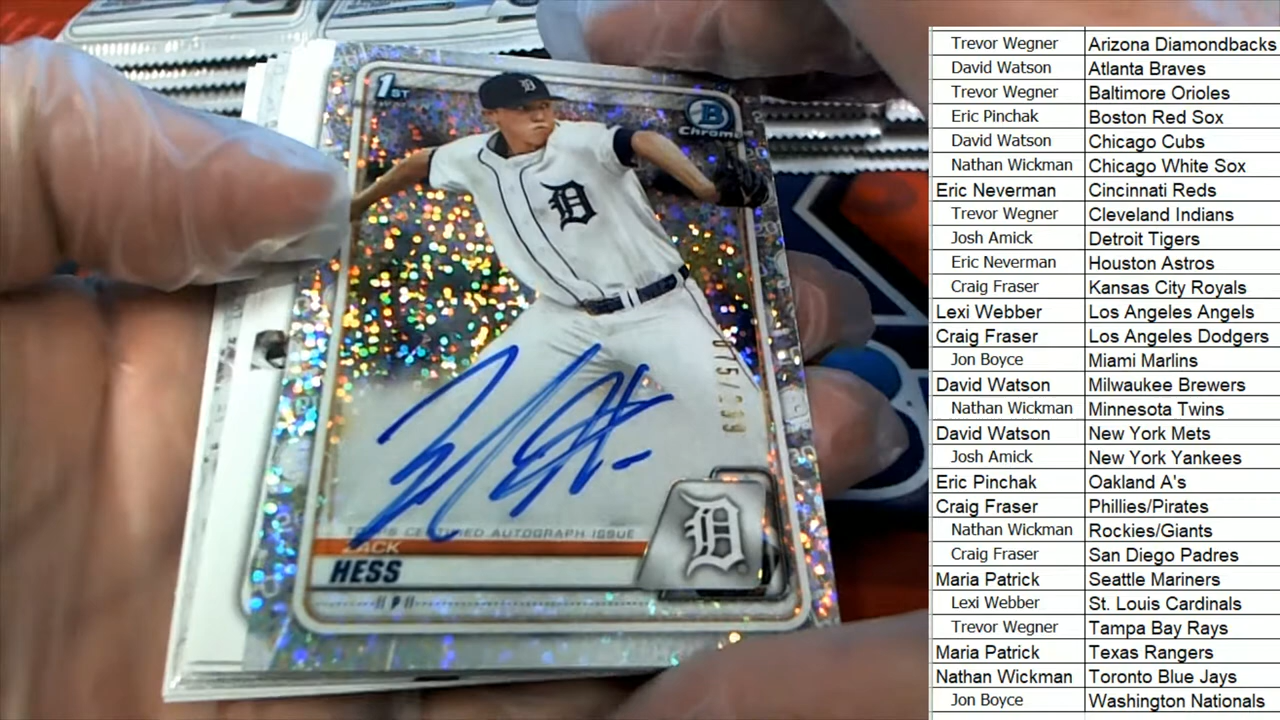 1ST
B
Chrome
D
D
075/299
TOPPS CERTIFIED AUTOGRAPH ISSUE
ZACK
HESS
P
D
Trevor Wegner Arizona Diamondbacks
David Watson Atlanta Braves
Trevor Wegner Baltimore Orioles
Eric Pinchak Boston Red Sox
David Watson Chicago Cubs
Nathan Wickman Chicago White Sox
Eric Neverman Cincinnati Reds
Trevor Wegner Cleveland Indians
Josh Amick Detroit Tigers
Eric Neverman Houston Astros
Craig Fraser Kansas City Royals
Lexi Webber Los Angeles Angels
Craig Fraser Los Angeles Dodgers
Jon Boyce Miami Marlins
David Watson Milwaukee Brewers
Nathan Wickman Minnesota Twins
David Watson New York Mets
Josh Amick New York Yankees
Eric Pinchak Oakland A's
Craig Fraser Phillies/Pirates
Nathan Wickman Rockies/Giants
Craig Fraser San Diego Padres
Maria Patrick Seattle Mariners
Lexi Webber St. Louis Cardinals
Trevor Wegner Tampa Bay Rays
Maria Patrick Texas Rangers
Nathan Wickman Toronto Blue Jays
Jon Boyce Washington Nationals